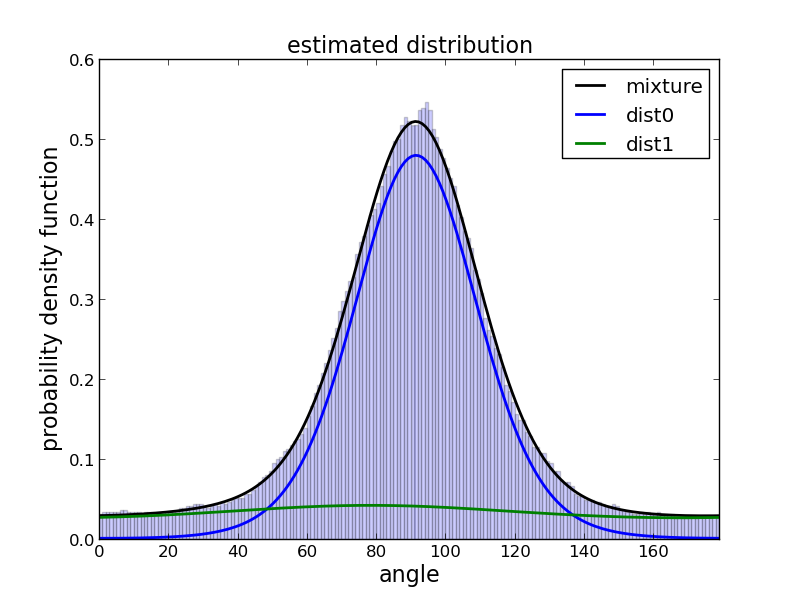 estimated distribution
mixture
dist0
dist1
probability density function
0.6
0.5
0.4
0.3
0.2
0.1
0.0
0 20 40 60 80 100 120 140 160
angle